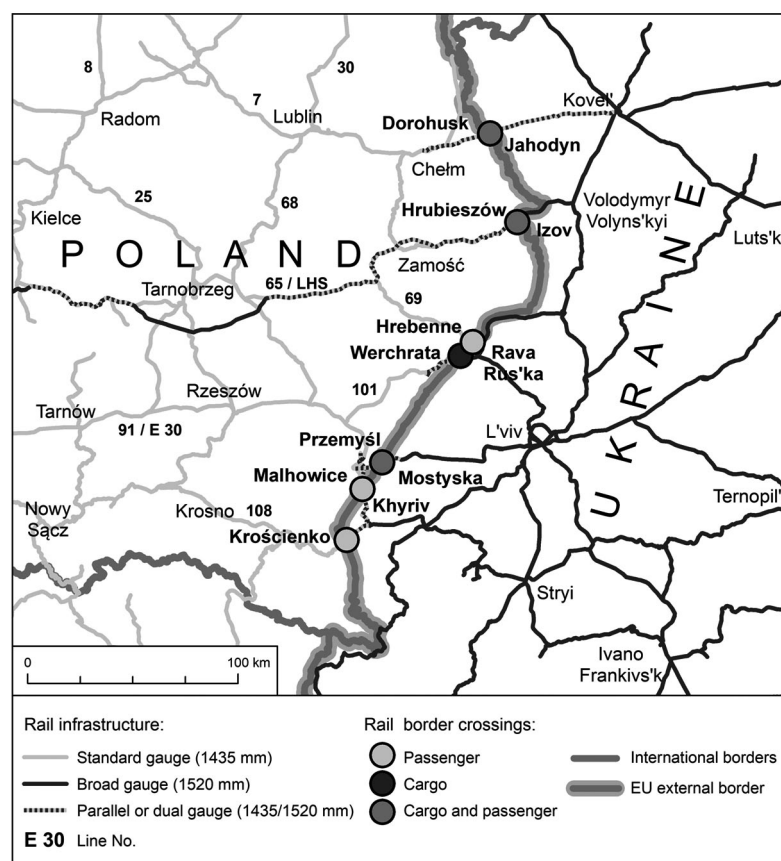 8
30
7
Radom
Lublin
Kovel'
Dorohusk
Jahodyn
Chełm
25
68
Kielce
Hrubieszów
Izov
Volodymyr
Volyns'kyi
Luts'k
POLAND
Zamość
65 / LHS
Tarnobrzeg
69
UKRAINE
Hrebenne
Werchrata
Rava
Rus'ka
101
Rzeszów
Tarnów
91 / E 30
Przemyśl
L'viv
Malhowice
Mostyska
Khyriv
Ternopil'
Nowy
Sącz
Krosno
108
Krościenko
Stryi
Ivano
Frankivs'k
0
100 km
Rail infrastructure:
Standard gauge (1435 mm)
Broad gauge (1520 mm)
Parallel or dual gauge (1435/1520 mm)
E 30 Line No.
Rail border crossings:
Passenger
Cargo
Cargo and passenger
International borders
EU external border